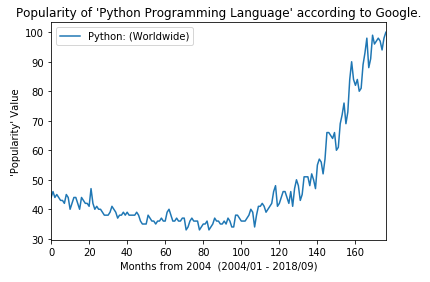 Popularity of 'Python Programming Language' according to Google.
Python: (Worldwide)
'Popularity' Value
100
90
80
70
60
50
40
30
0 20 40 60 80 100 120 140 160
Months from 2004 (2004/01 - 2018/09)